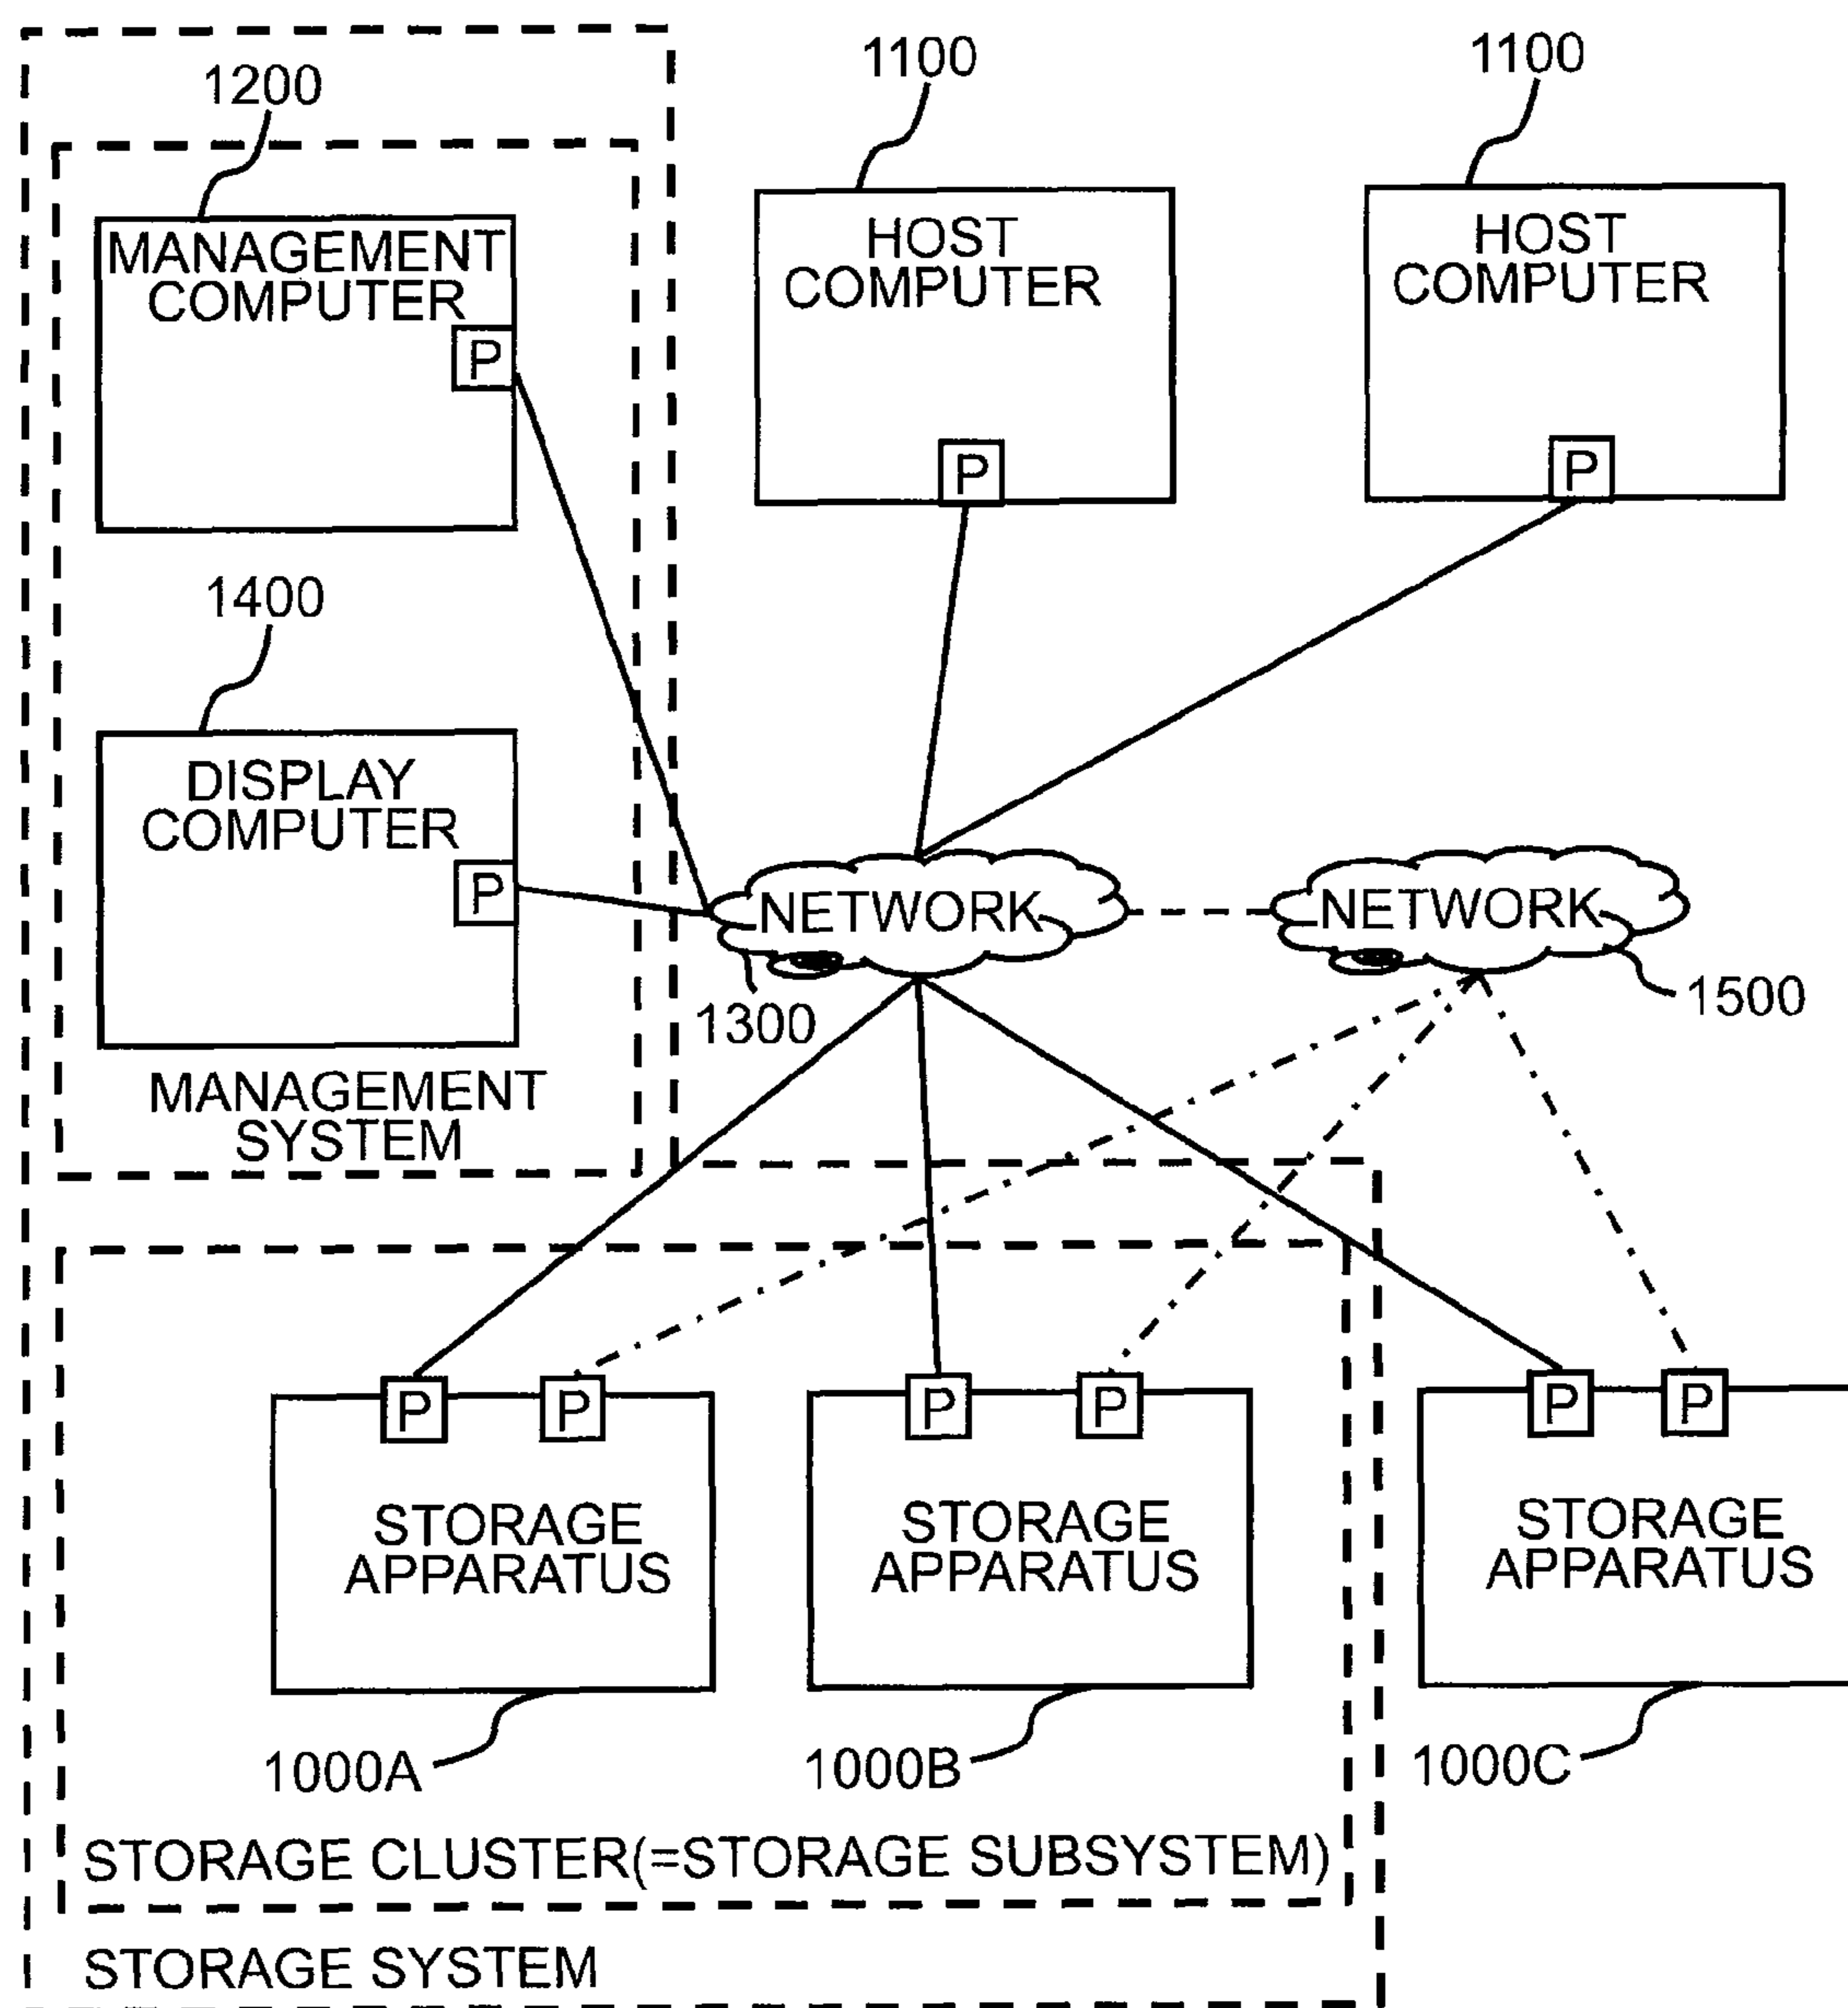 1200
1100
1100
MANAGEMENT
COMPUTER
P
HOST
COMPUTER
P
HOST
COMPUTER
P
1400
DISPLAY
COMPUTER
P
NETWORK
NETWORK
1300
1500
MANAGEMENT
SYSTEM
P
P
STORAGE
APPARATUS
P
P
STORAGE
APPARATUS
P
P
STORAGE
APPARATUS
1000A
1000B
1000C
STORAGE CLUSTER(=STORAGE SUBSYSTEM)
STORAGE SYSTEM